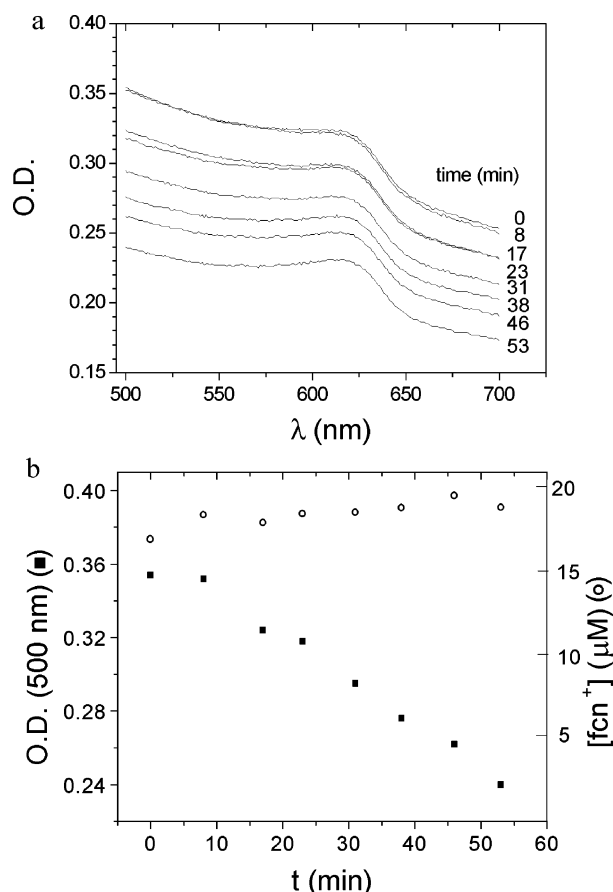 a
0.40
0.35
0.30
0.25
0.20
0.15
O.D.
time (min)
0
8
17
23
31
38
46
53
500 550 600 650 700
λ (nm)
b
0.40
0.36
0.32
0.28
0.24
O.D. (500 nm) (■)
20
15
10
5
[fcn⁺] (μM) (o)
0 10 20 30 40 50 60
t (min)